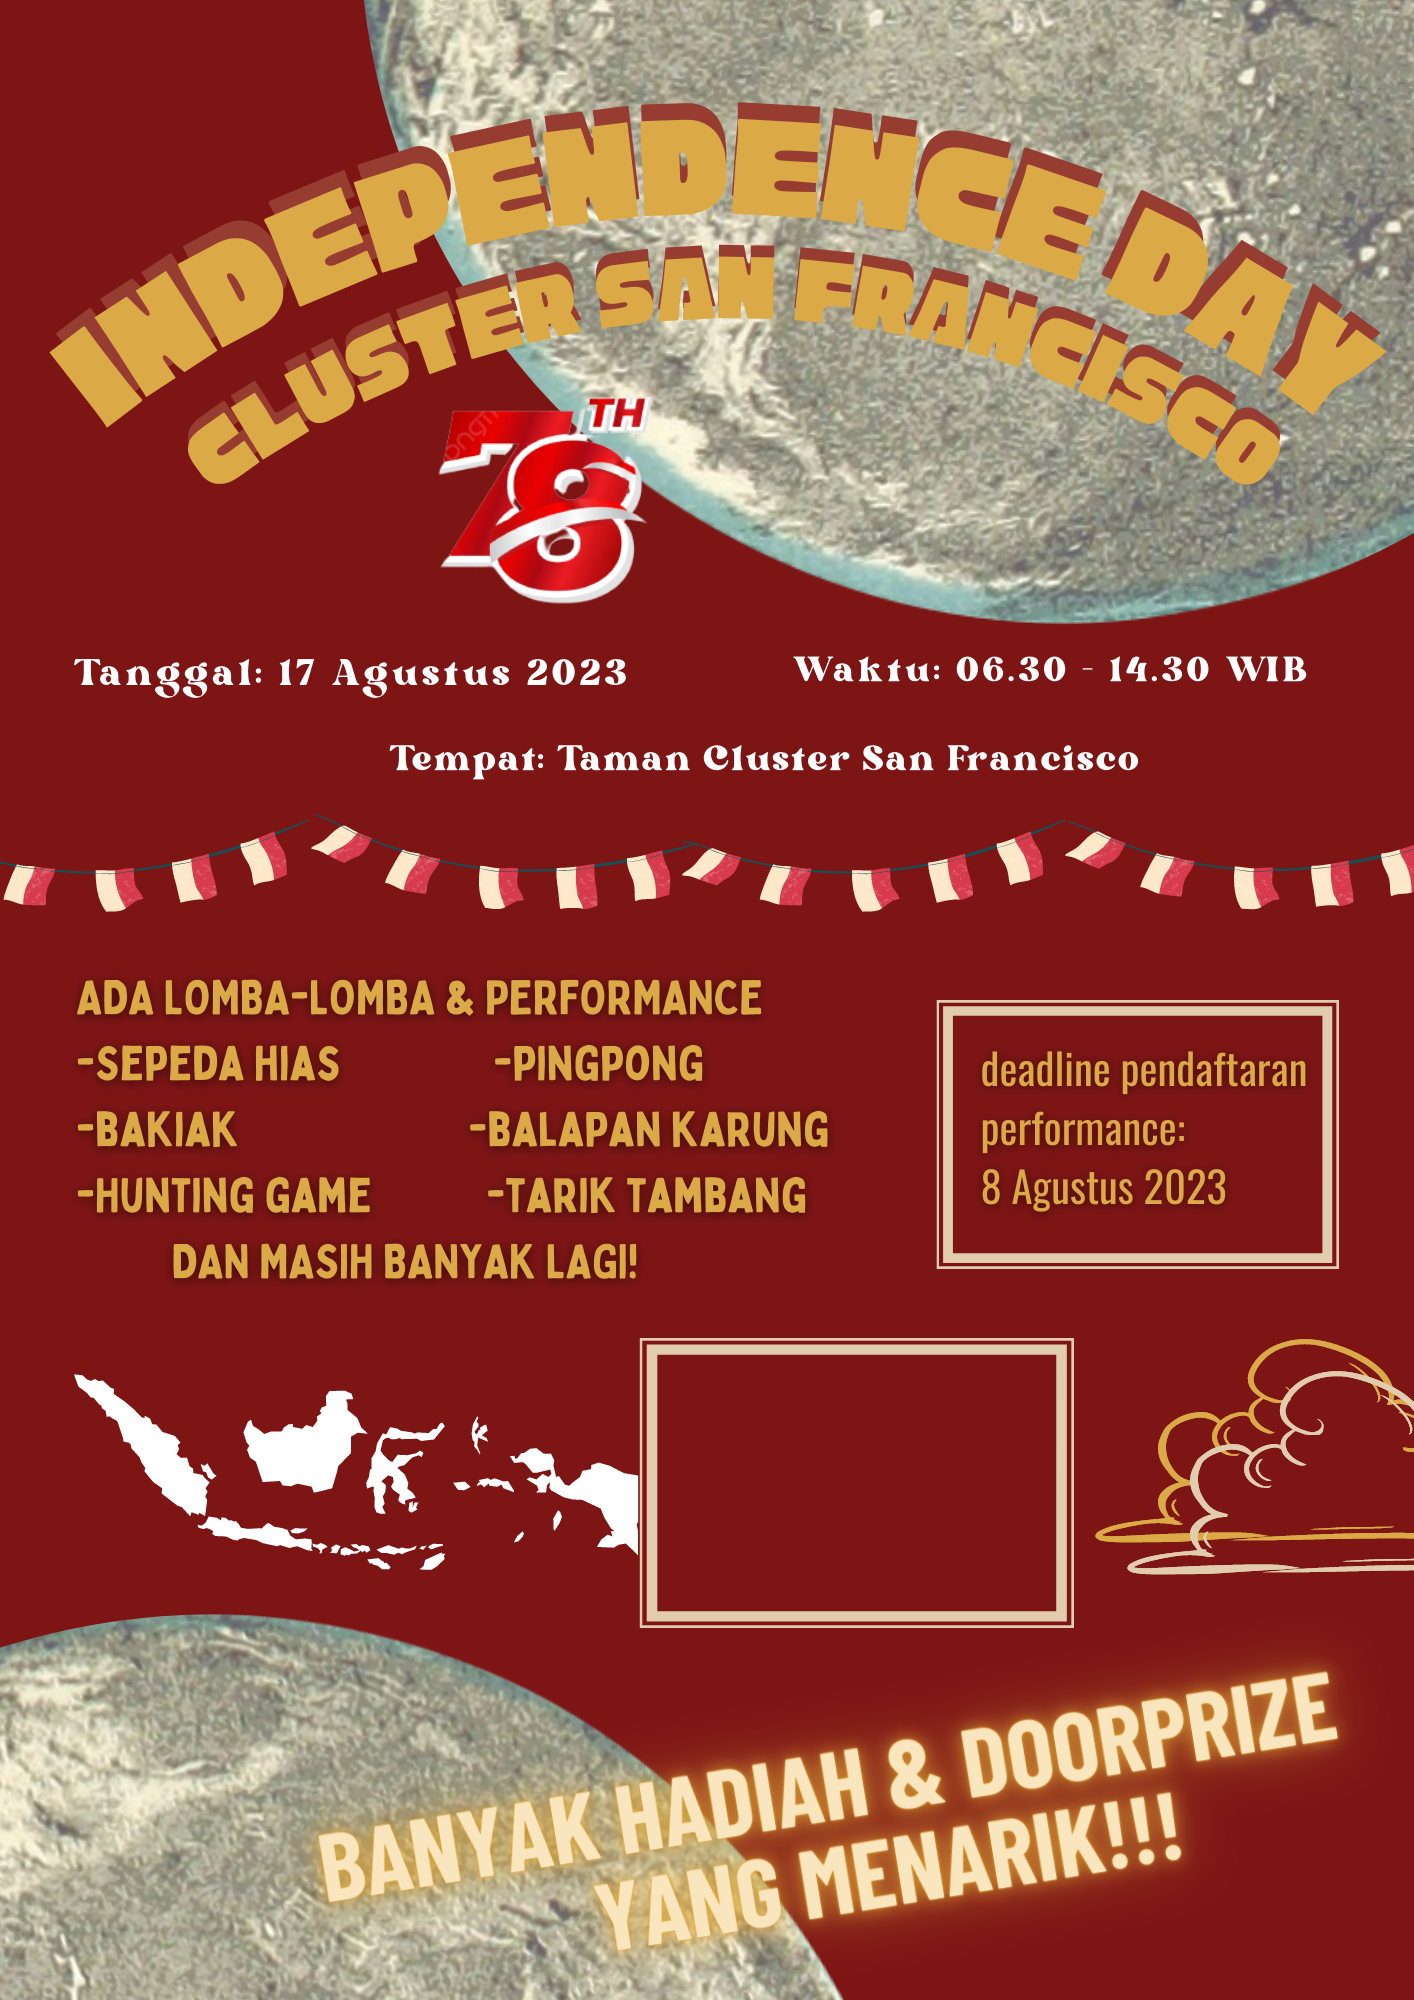 INDEPENDENCE DAY
CLUSTER SAN FRANCISCO
78TH
Tanggal: 17 Agustus 2023
Waktu: 06.30 - 14.30 WIB
Tempat: Taman Cluster San Francisco
ADA LOMBA-LOMBA & PERFORMANCE
-SEPEDA HIAS -PINGPONG
-BAKIAK -BALAPAN KARUNG
-HUNTING GAME -TARIK TAMBANG
DAN MASIH BANYAK LAGI!
deadline pendaftaran
performance:
8 Agustus 2023
BANYAK HADIAH & DOORPRIZE
YANG MENARIK!!!